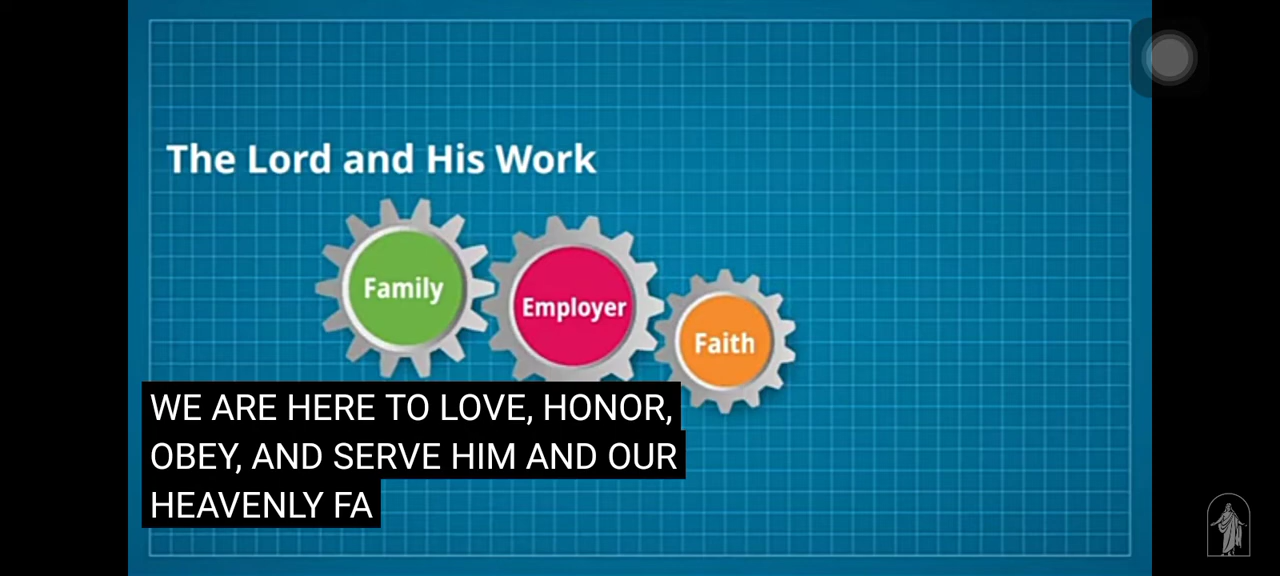 The Lord and His Work
Family
Employer
Faith
WE ARE HERE TO LOVE, HONOR,
OBEY, AND SERVE HIM AND OUR
HEAVENLY FA